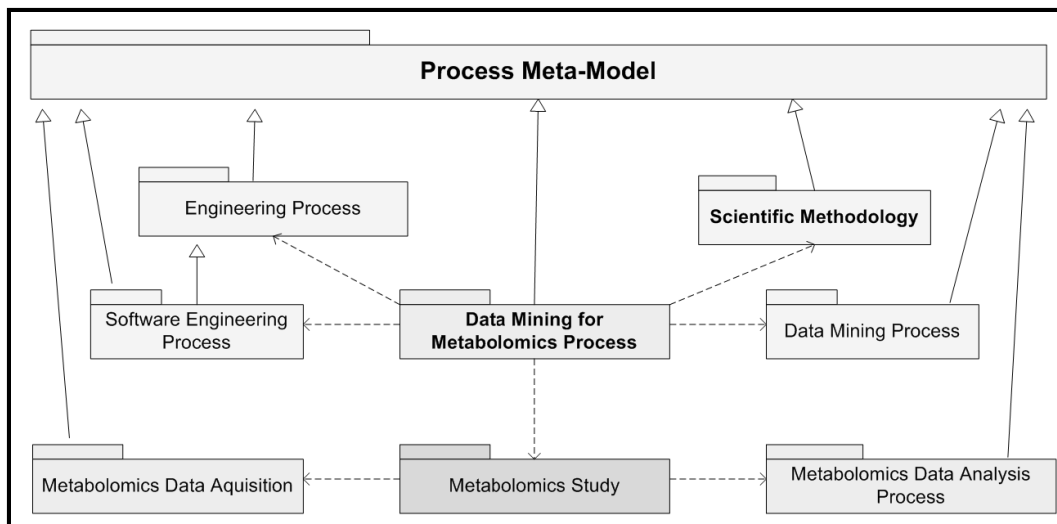 Process Meta-Model
Engineering Process
Scientific Methodology
Software Engineering
Process
Data Mining for
Metabolomics Process
Data Mining Process
Metabolomics Data Aquisition
Metabolomics Study
Metabolomics Data Analysis
Process